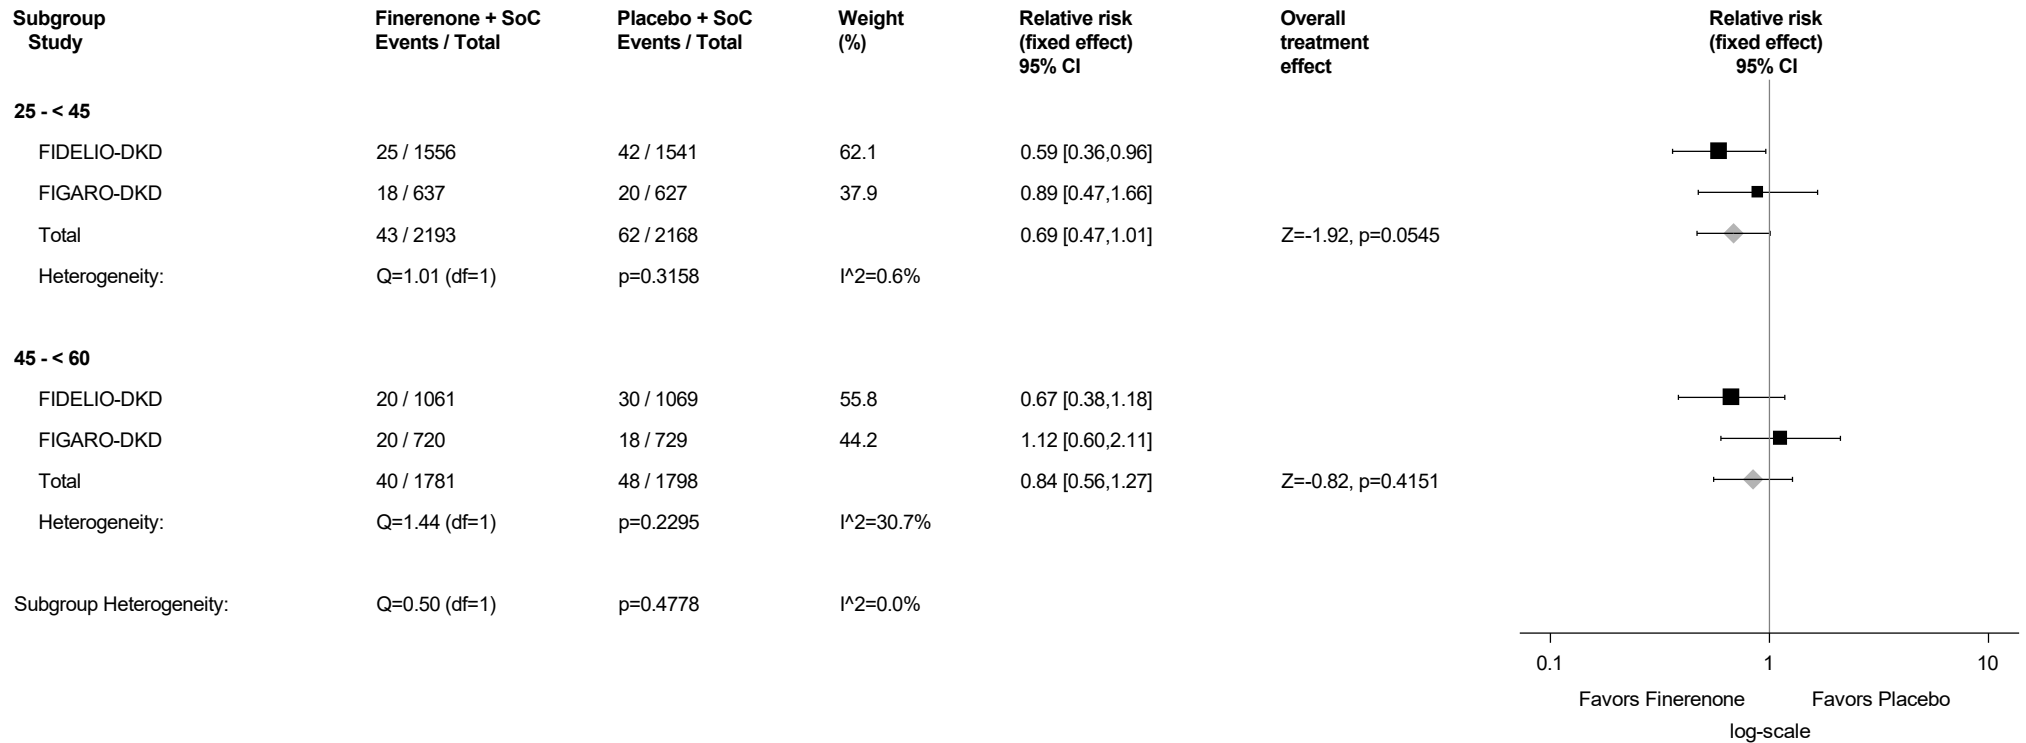 Subgroup Finerenone + SoC Placebo + SoC Weight Relative risk Overall Relative risk
Study Events / Total Events / Total (%) (fixed effect) treatment (fixed effect)
95% CI effect 95% CI
25 - < 45
FIDELIO-DKD 25 / 1556 42 / 1541 62.1 0.59 [0.36,0.96]
FIGARO-DKD 18 / 637 20 / 627 37.9 0.89 [0.47,1.66]
Total 43 / 2193 62 / 2168 0.69 [0.47,1.01] Z=-1.92, p=0.0545
Heterogeneity: Q=1.01 (df=1) p=0.3158 I^2=0.6%
45 - < 60
FIDELIO-DKD 20 / 1061 30 / 1069 55.8 0.67 [0.38,1.18]
FIGARO-DKD 20 / 720 18 / 729 44.2 1.12 [0.60,2.11]
Total 40 / 1781 48 / 1798 0.84 [0.56,1.27] Z=-0.82, p=0.4151
Heterogeneity: Q=1.44 (df=1) p=0.2295 I^2=30.7%
Subgroup Heterogeneity: Q=0.50 (df=1) p=0.4778 I^2=0.0%
0.1 1 10
Favors Finerenone Favors Placebo
log-scale